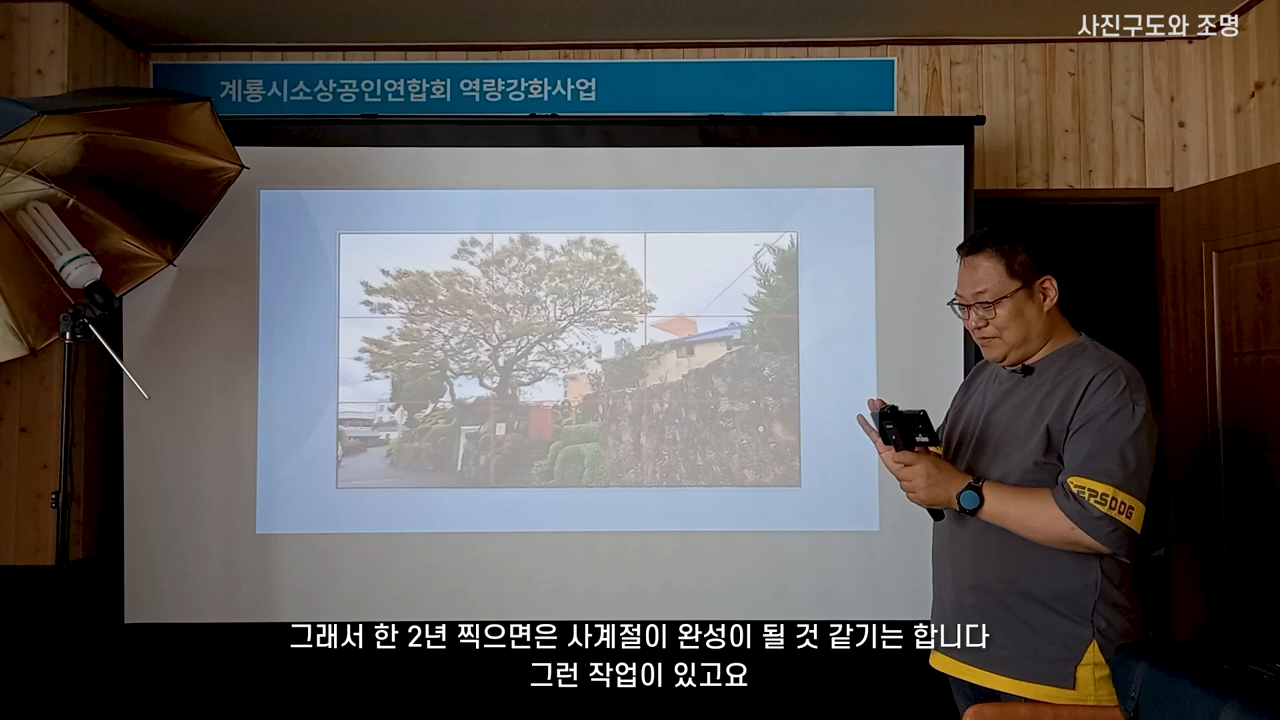 사진구도와 조명
계룡시소상공인연합회 역량강화사업
EPSDOG
그래서 한 2년 찍으면은 사계절이 완성이 될 것 같기는 합니다
그런 작업이 있고요